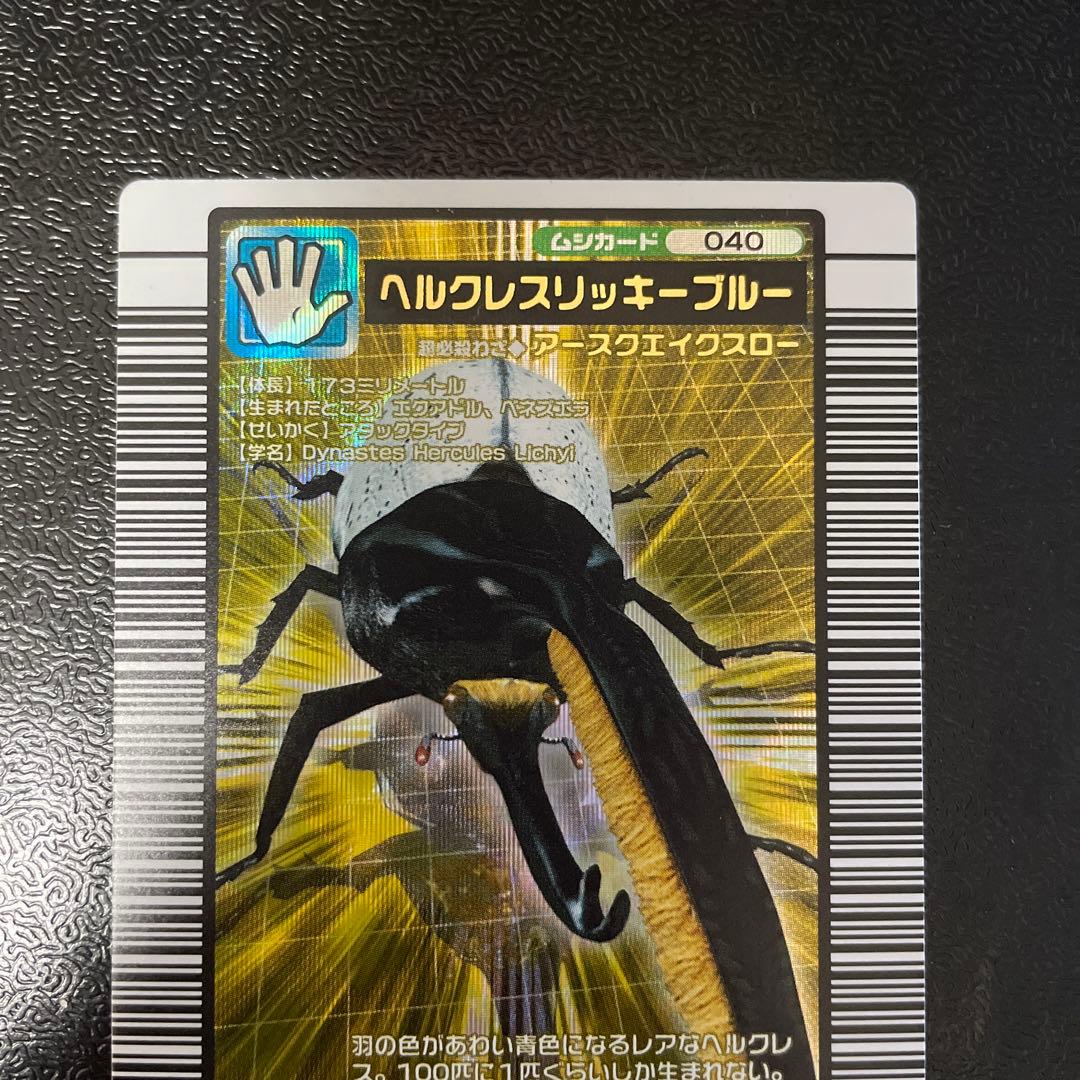 ムシカード 040
ヘルクレスリッキーブルー
超必殺わざ◆アースクエイクスロー
【体長】173ミリメートル
【生まれたところ】エクアドル、ベネズエラ
【せいかく】アタックタイプ
【学名】Dynastes Hercules Lichyi
羽の色があわい青色になるレアなヘルクレ
ス。100匹に1匹ぐらいしか生まれない。